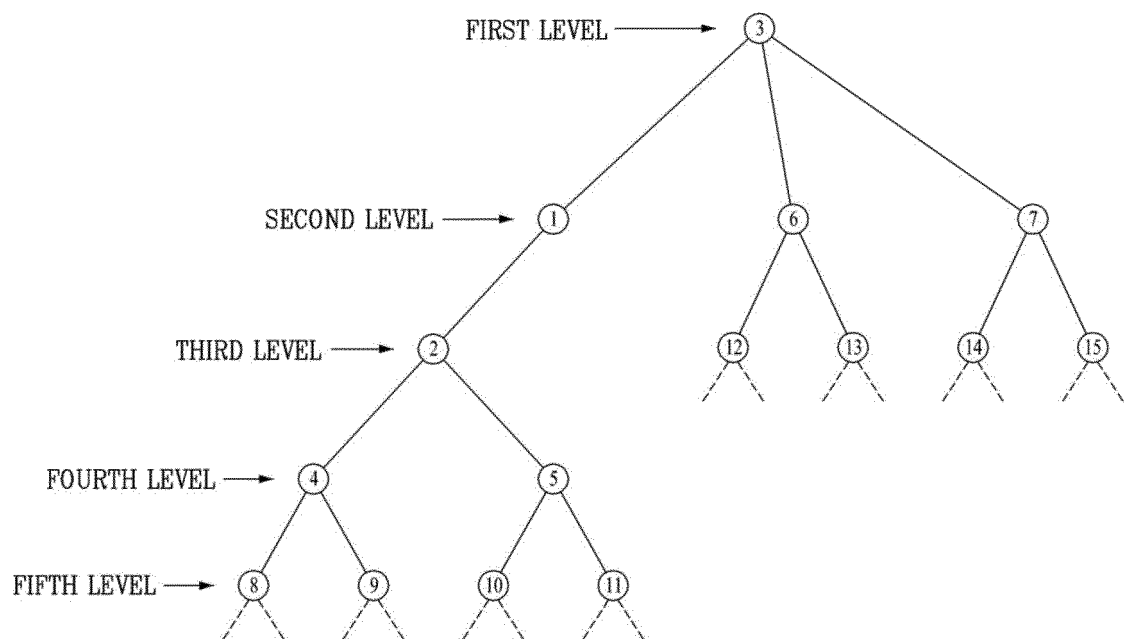 FIRST LEVEL 3
SECOND LEVEL 1 6 7
THIRD LEVEL 2 12 13 14 15
FOURTH LEVEL 4 5
FIFTH LEVEL 8 9 10 11